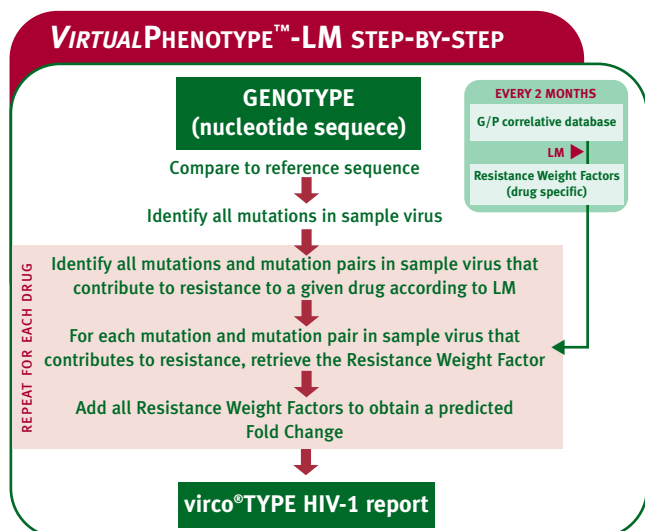 VIRTUALPHENOTYPE™-LM STEP-BY-STEP
GENOTYPE
(nucleotide sequece)
Compare to reference sequence
Identify all mutations in sample virus
EVERY 2 MONTHS
G/P correlative database
LM
Resistance Weight Factors
(drug specific)
REPEAT FOR EACH DRUG
Identify all mutations and mutation pairs in sample virus that
contribute to resistance to a given drug according to LM
For each mutation and mutation pair in sample virus that
contributes to resistance, retrieve the Resistance Weight Factor
Add all Resistance Weight Factors to obtain a predicted
Fold Change
virco®TYPE HIV-1 report